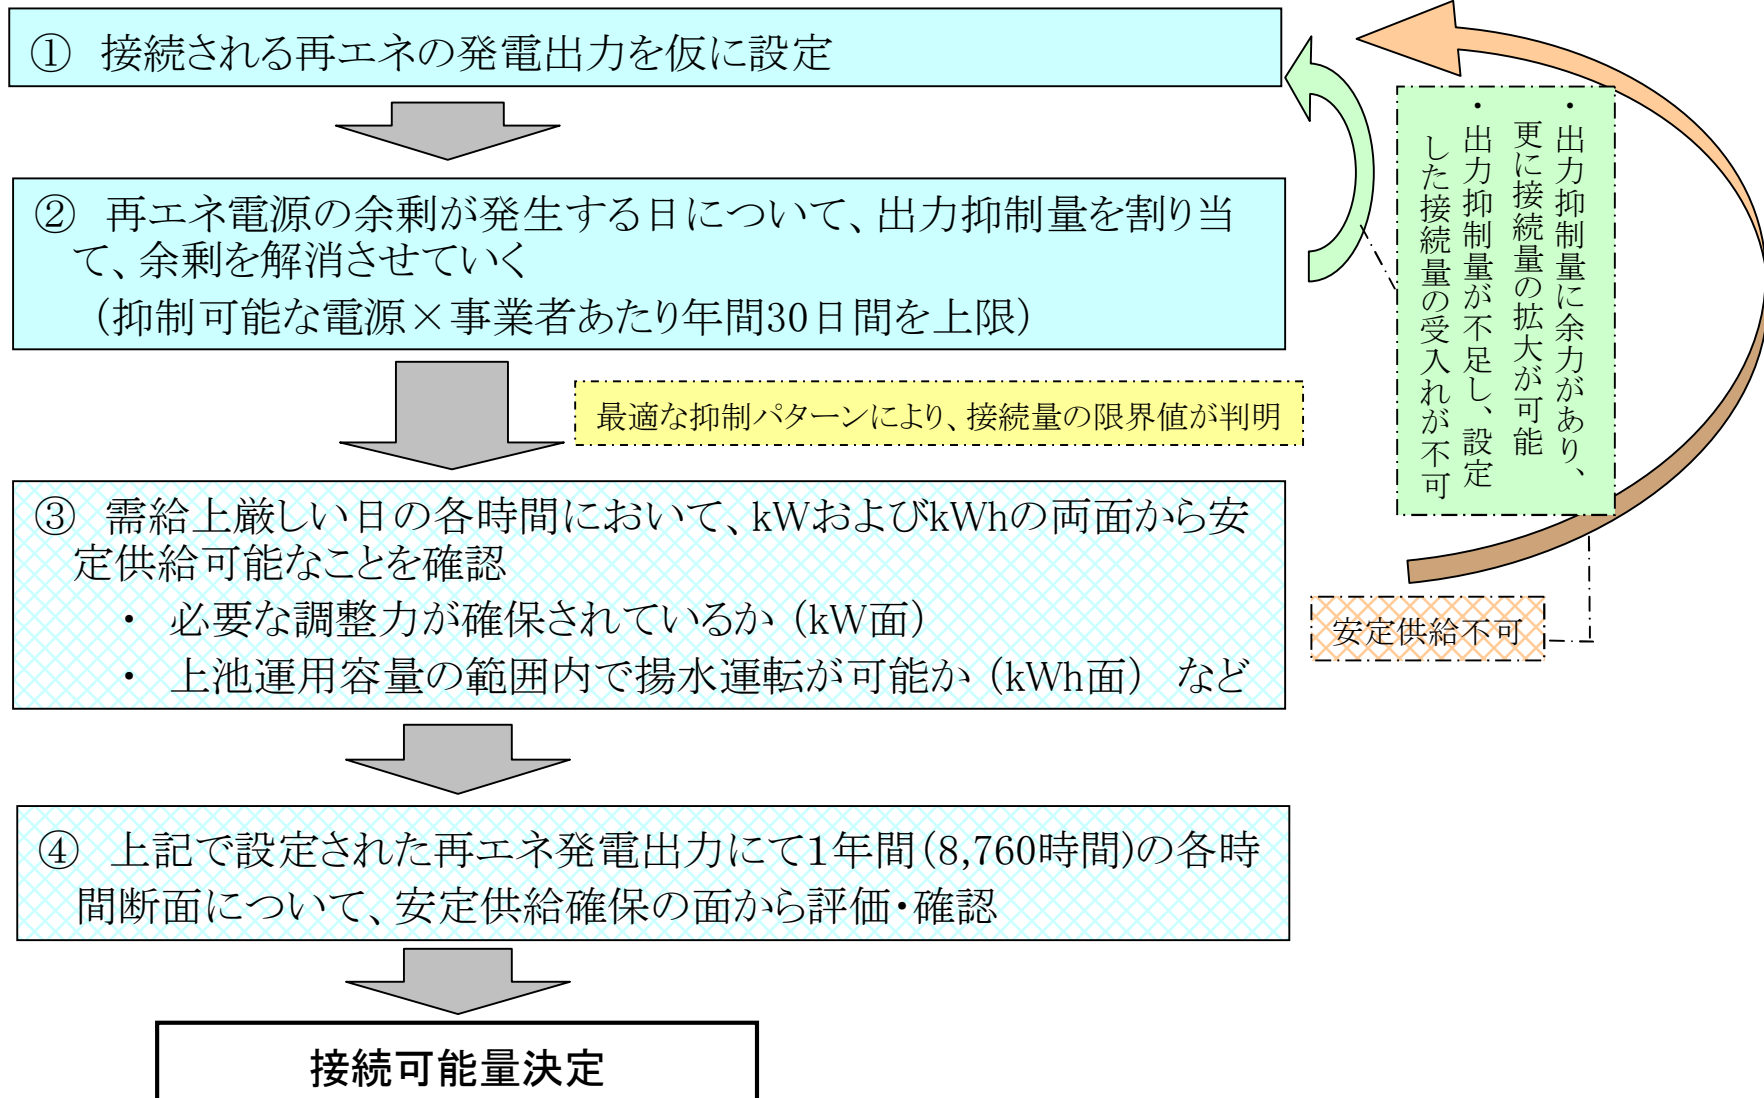 ① 接続される再エネの発電出力を仮に設定
② 再エネ電源の余剰が発生する日について、出力抑制量を割り当
て、余剰を解消させていく
（抑制可能な電源×事業者あたり年間30日間を上限）
最適な抑制パターンにより、接続量の限界値が判明
③ 需給上厳しい日の各時間において、kWおよびkWhの両面から安
定供給可能なことを確認
・ 必要な調整力が確保されているか（kW面）
・ 上池運用容量の範囲内で揚水運転が可能か（kWh面） など
④ 上記で設定された再エネ発電出力にて1年間（8,760時間）の各時
間断面について、安定供給確保の面から評価・確認
接続可能量決定
・出力抑制量に余力があり、
更に接続量の拡大が可能
・出力抑制量が不足し、設定
した接続量の受入れが不可
安定供給不可